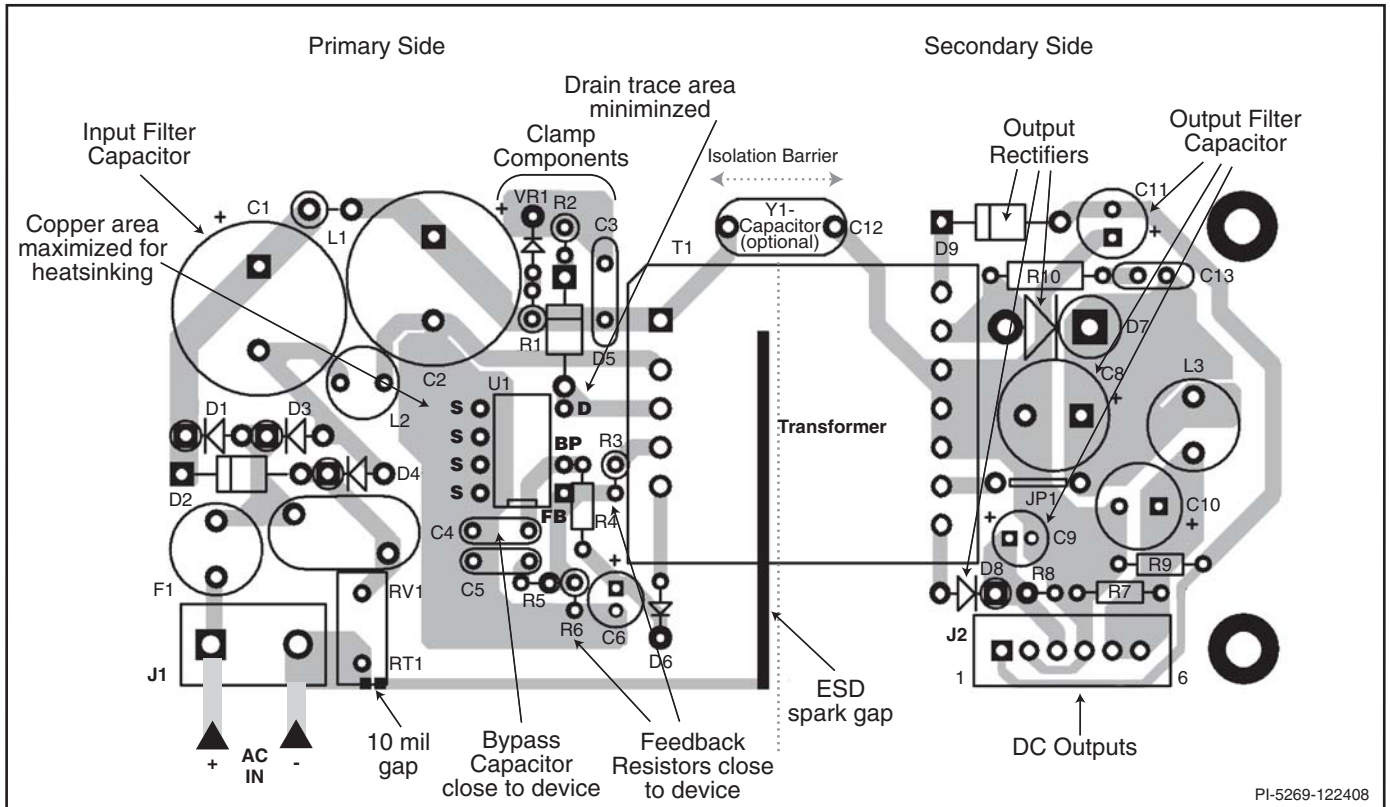 Primary Side
Secondary Side
Drain trace area
miniminzed
Input Filter
Capacitor
Clamp
Components
Isolation Barrier
Output
Rectifiers
Output Filter
Capacitor
Copper area
maximized for
heatsinking
+
C1
L1
+
VR1
R2
C3
Y1-
Capacitor
(optional)
C12
T1
D9
C11
+
R10
C13
R1
D5
D7
C2
L2
U1
C8
+
L3
D1
D3
S
S
S
S
D
BP
FB
R3
R4
Transformer
D2
D4
JP1
C10
+
C4
C5
+
C9
F1
R5
R6
+
C6
D6
D8
R8
R7
R9
RV1
RT1
J1
J2
1
6
+
AC
IN
-
10 mil
gap
Bypass
Capacitor
close to device
Feedback
Resistors close
to device
ESD
spark gap
DC Outputs
PI-5269-122408